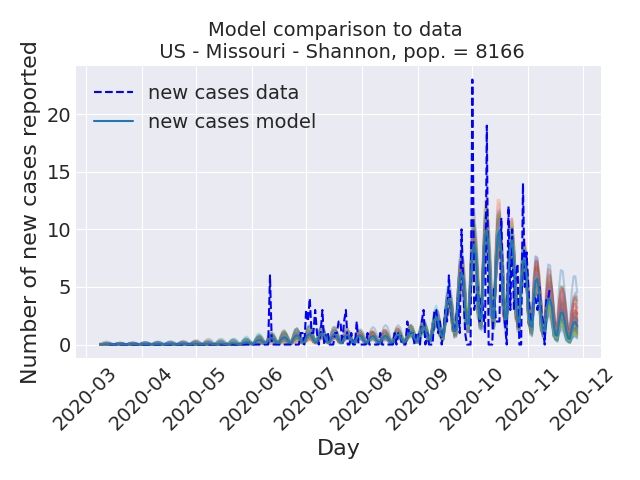 Model comparison to data
US - Missouri - Shannon, pop. = 8166
Number of new cases reported
20
15
10
5
0
new cases data
new cases model
2020-03
2020-04
2020-05
2020-06
2020-07
2020-08
2020-09
2020-10
2020-11
2020-12
Day